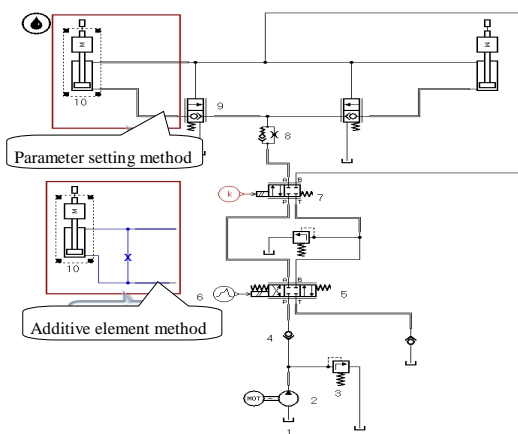 M
M
10
9
Parameter setting method
8
A B
k
P T
7
M
10
Additive element method
6
A B
P T
5
4
3
MOT
2
1